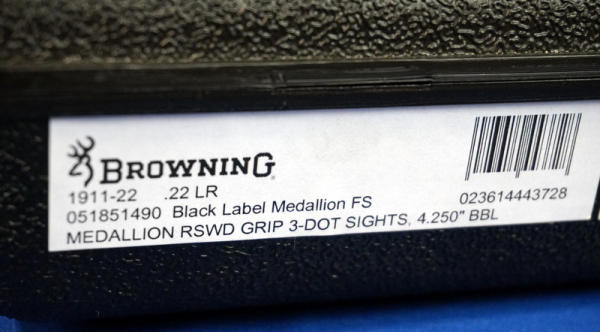 BROWNING
1911-22 .22 LR
051851490 Black Label Medallion FS
023614443728
MEDALLION RSWD GRIP 3-DOT SIGHTS, 4.250" BBL